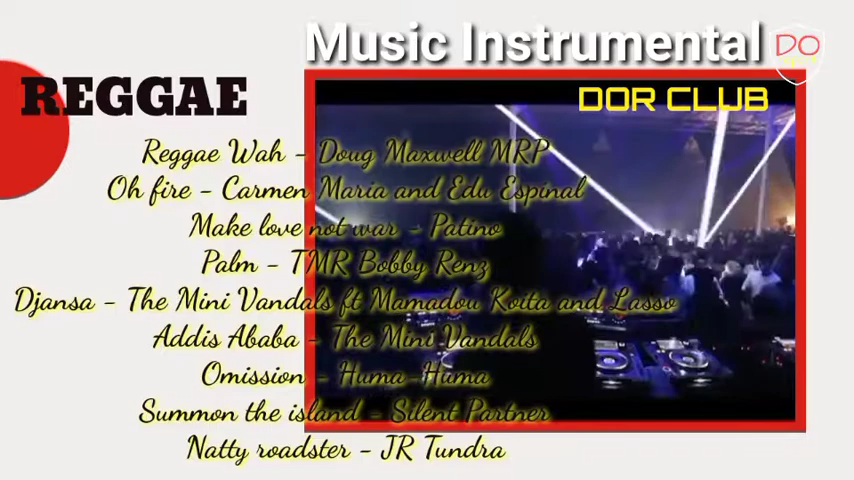 Music Instrumental
DO
REGGAE
DOR CLUB
Reggae Wah - Doug Maxwell MRP
Oh fire - Carmen Maria and Edu Espinal
Make love not war - Patino
Palm - TMR Bobby Renz
Djansa - The Mini Vandals ft Mamadou Koita and Lasso
Addis Ababa - The Mini Vandals
Omission - Huma-Huma
Summon the island - Silent Partner
Natty roadster - JR Tundra